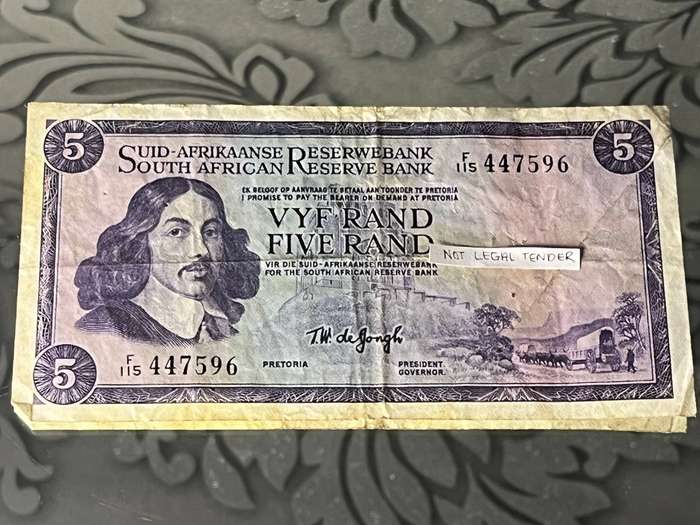 5
5
SUID-AFRIKAANSE RESERWEBANK
SOUTH AFRICAN RESERVE BANK
F/115 447596
EK BELOOF OP AANVRAAG TE BETAAL AAN TOONDER TE PRETORIA
I PROMISE TO PAY THE BEARER ON DEMAND AT PRETORIA
VYF RAND
FIVE RAND
NOT LEGAL TENDER
VIR DIE SUID-AFRIKAANSE RESERWEBANK
FOR THE SOUTH AFRICAN RESERVE BANK
T.W. de Jongh
F/115 447596
PRETORIA
PRESIDENT
GOVERNOR.
5
5